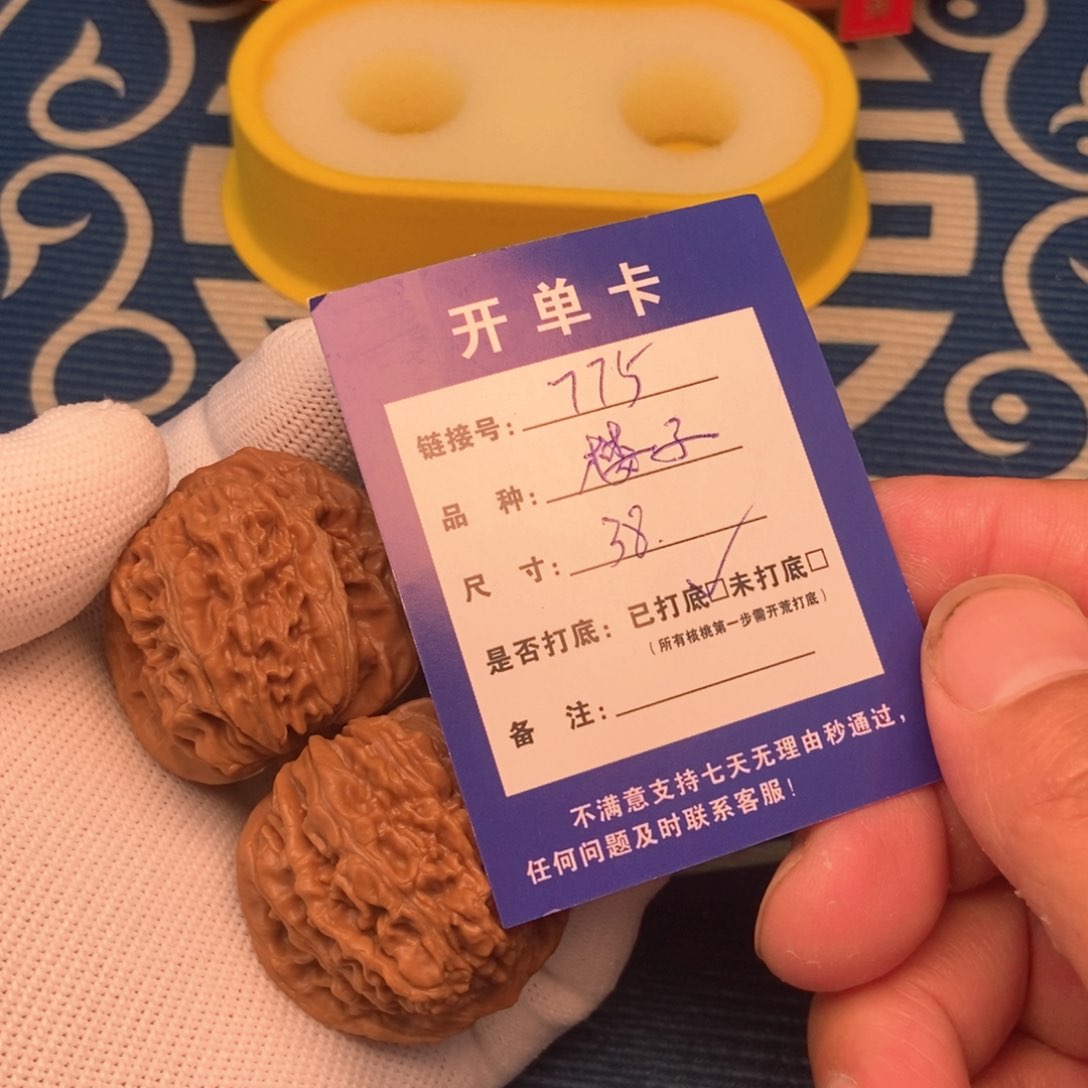 开单卡
链接号：775
品 种：楼子
尺 寸：38.
是否打底：已打底☑未打底□
（所有核桃第一步需开荒打底）
备 注：
不满意支持七天无理由秒通过，
任何问题及时联系客服！